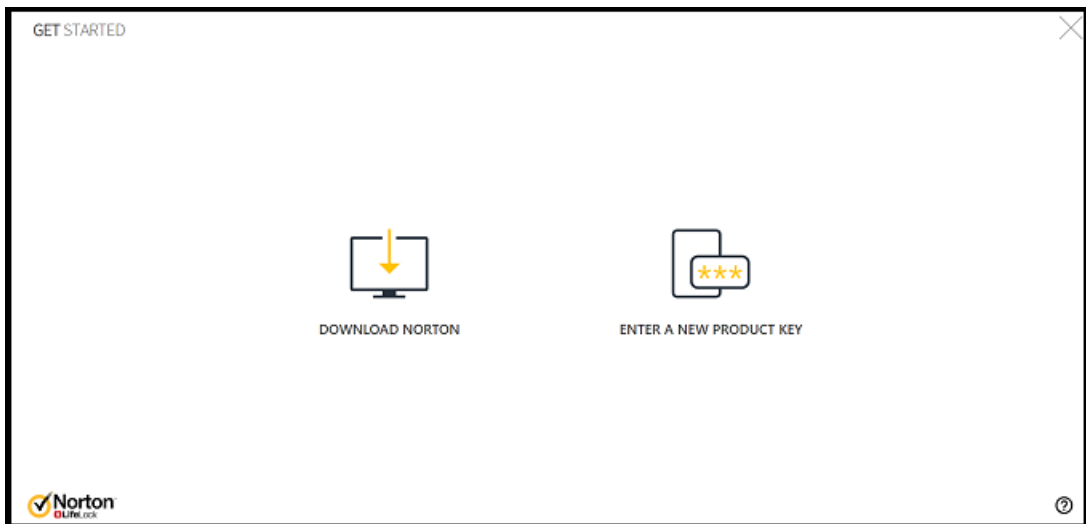 GET STARTED
***
DOWNLOAD NORTON
ENTER A NEW PRODUCT KEY
Norton
LifeLock
?